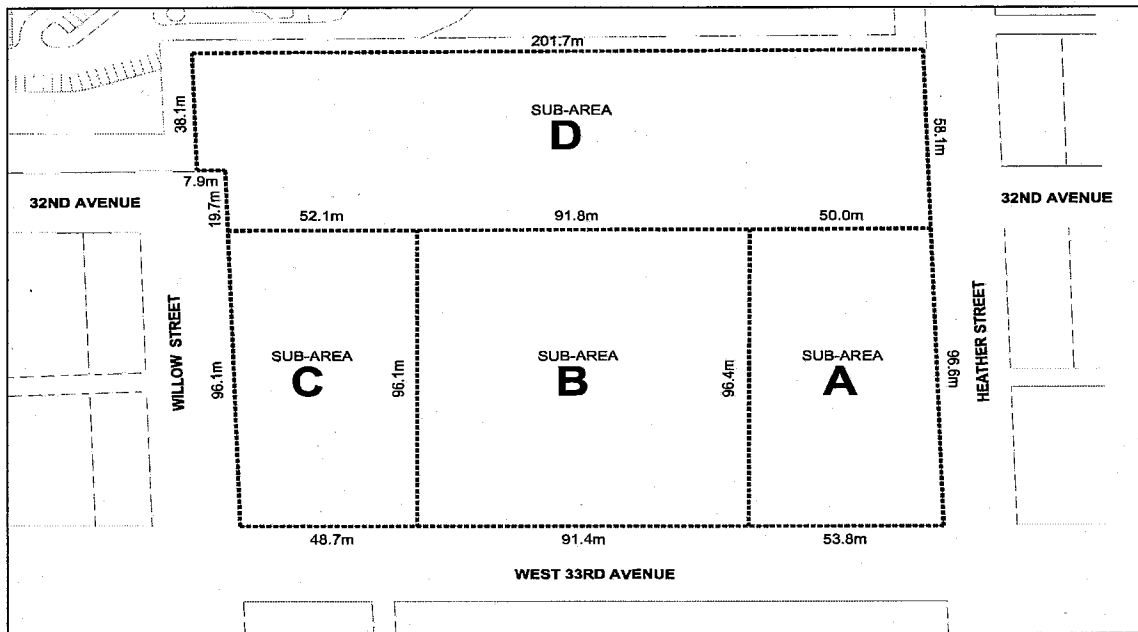 201.7m
SUB-AREA
D
38.1m
58.1m
7.9m
19.7m
32ND AVENUE
52.1m
91.8m
50.0m
32ND AVENUE
WILLOW STREET
96.1m
SUB-AREA
C
96.1m
SUB-AREA
B
96.4m
SUB-AREA
A
96.6m
HEATHER STREET
48.7m
91.4m
53.8m
WEST 33RD AVENUE